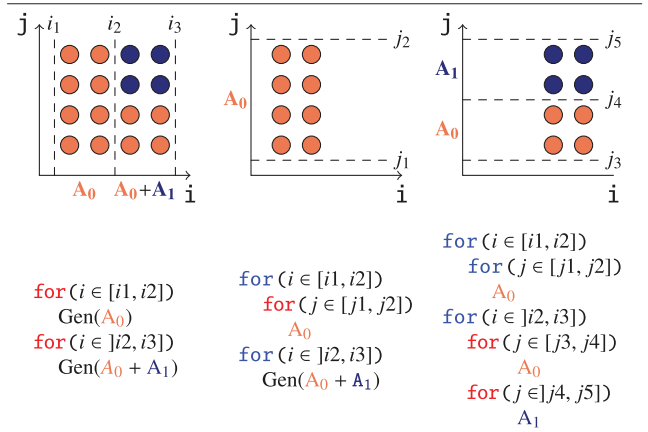 j
i1
i2
i3
A0
A0+A1
i
j
j2
A0
j1
i
j
j5
A1
j4
A0
j3
i
for(i ∈ [i1, i2])
Gen(A0)
for(i ∈ ]i2, i3])
Gen(A0 + A1)
for(i ∈ [i1, i2])
for(j ∈ [j1, j2])
A0
for(i ∈ ]i2, i3])
Gen(A0 + A1)
for(i ∈ [i1, i2])
for(j ∈ [j1, j2])
A0
for(i ∈ ]i2, i3])
for(j ∈ [j3, j4])
A0
for(j ∈]j4, j5])
A1